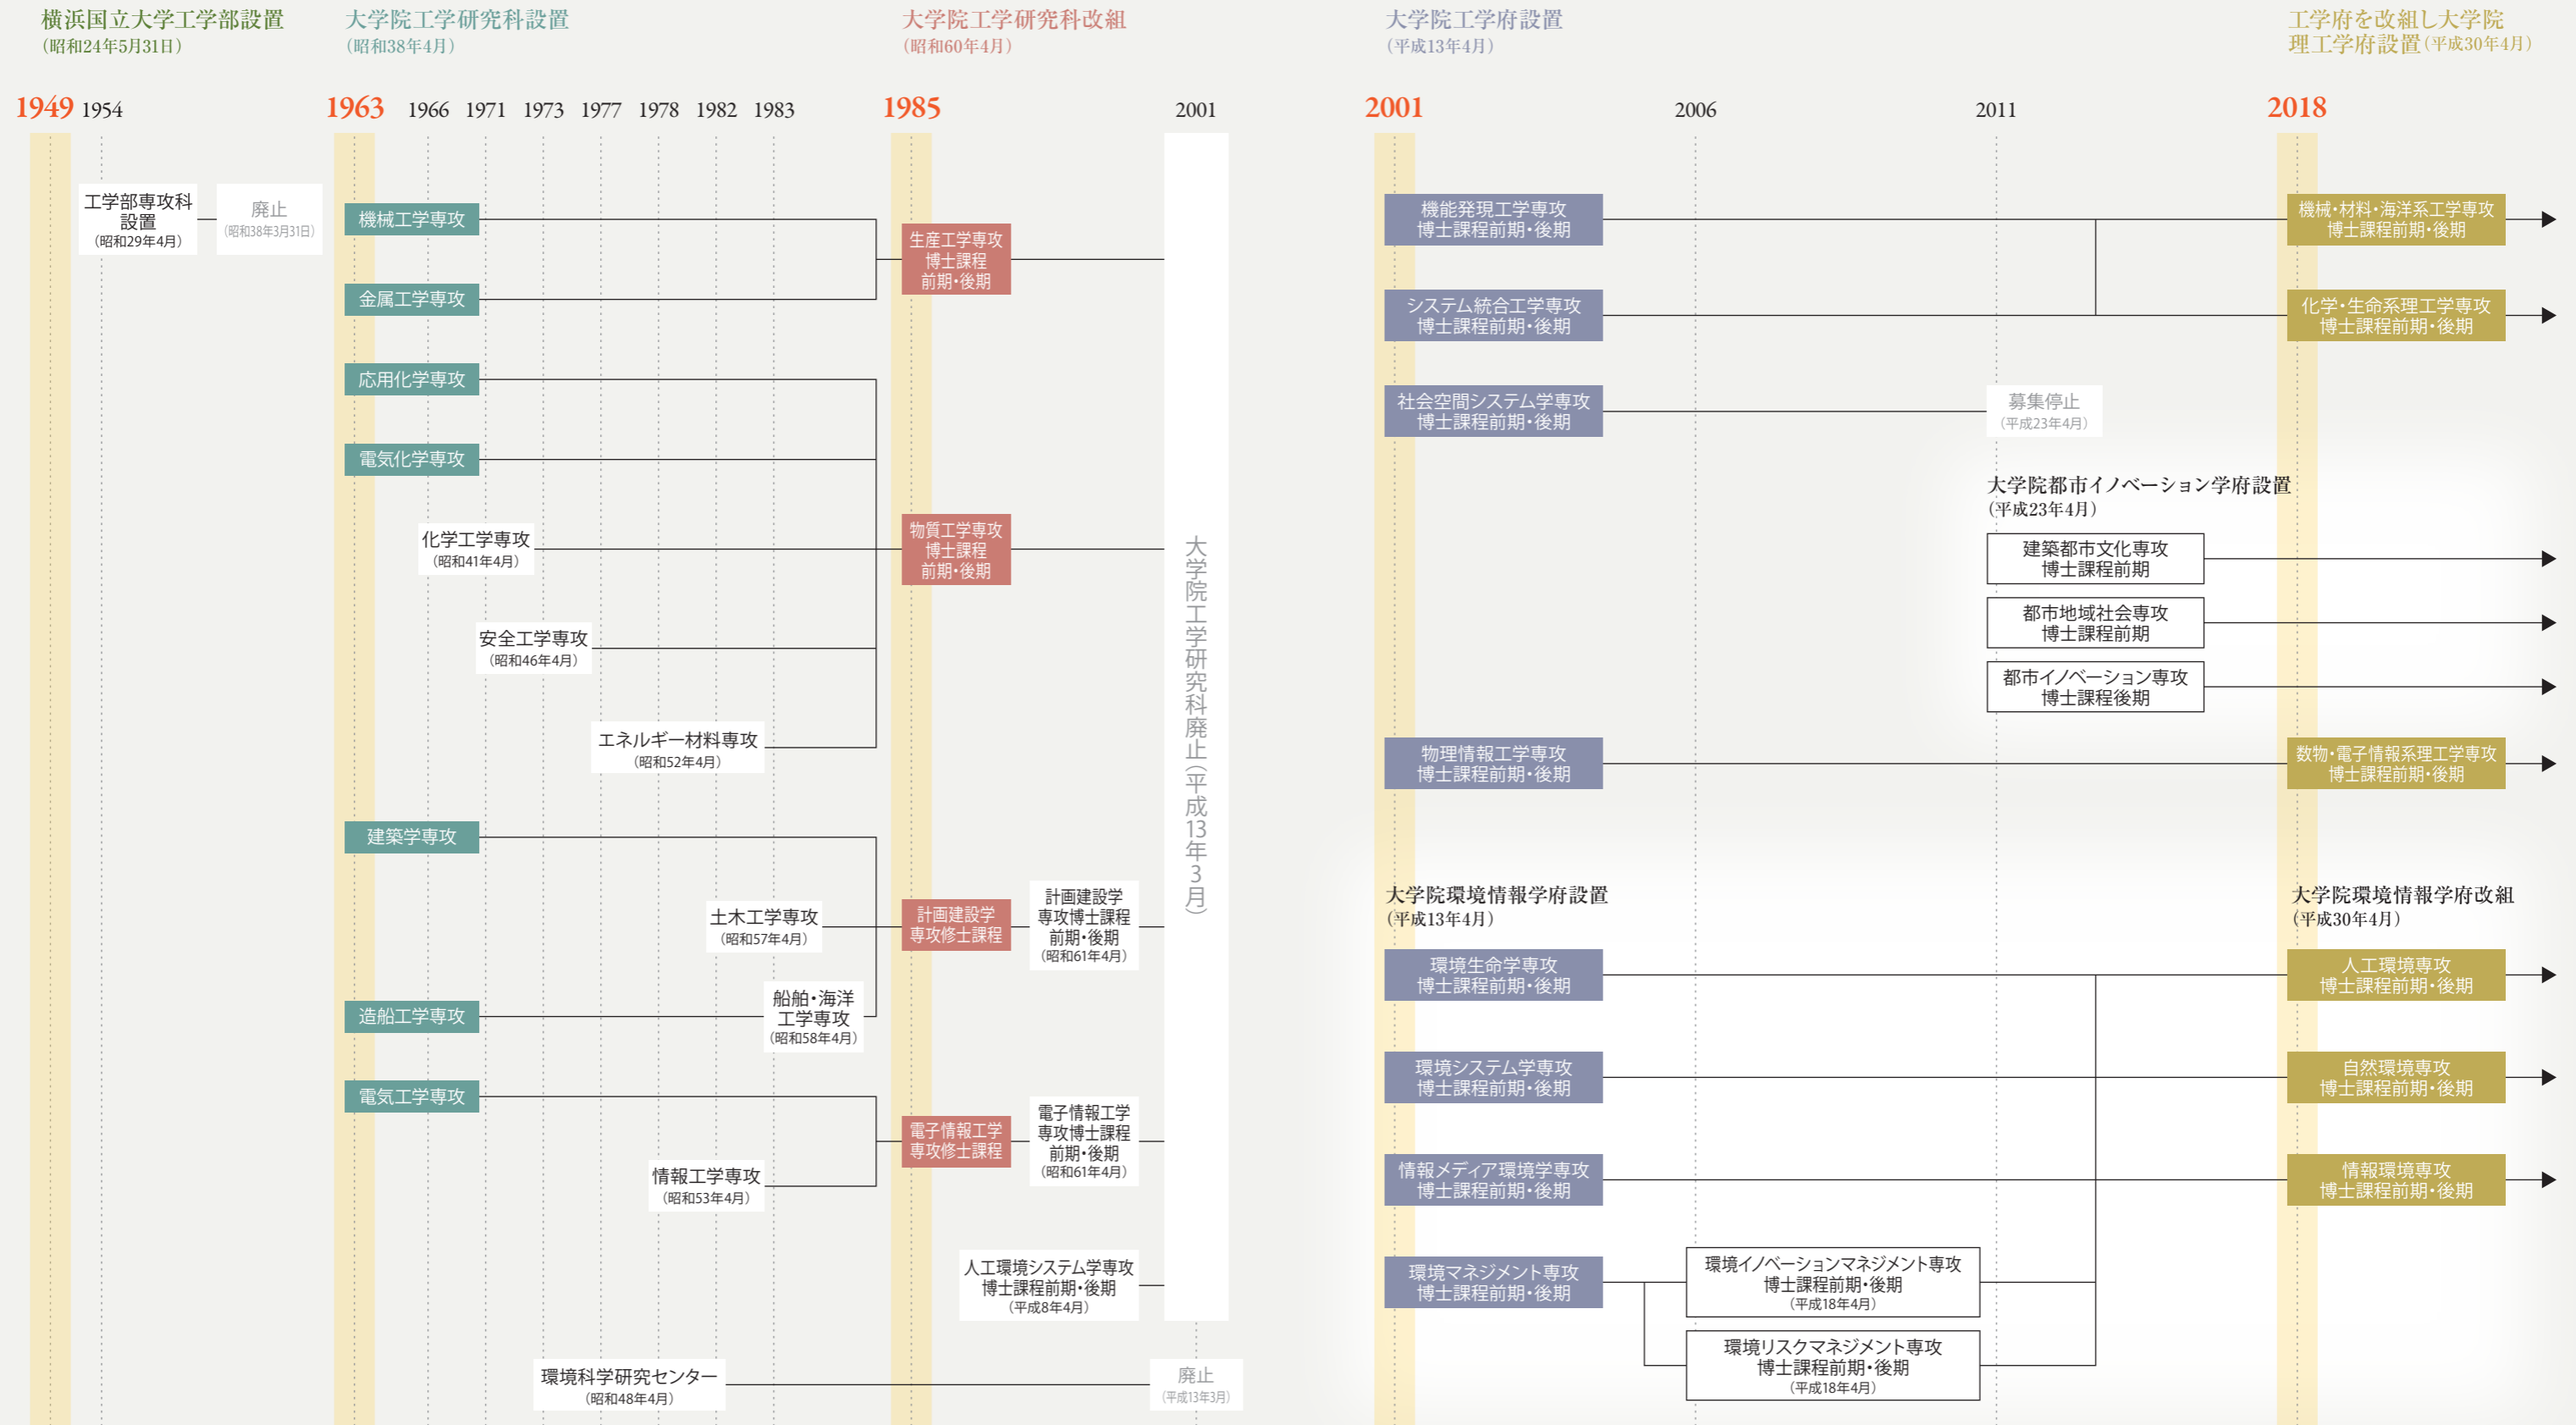 横浜国立大学工学部設置
（昭和24年5月31日）
大学院工学研究科設置
（昭和38年4月）
大学院工学研究科改組
（昭和60年4月）
大学院工学府設置
（平成13年4月）
工学府を改組し大学院
理工学府設置（平成30年4月）
1949
1954
1963
1966
1971
1973
1977
1978
1982
1983
1985
2001
2001
2006
2011
2018
工学部専攻科
設置
（昭和29年4月）
廃止
（昭和38年3月31日）
機械工学専攻
金属工学専攻
応用化学専攻
電気化学専攻
化学工学専攻
（昭和41年4月）
安全工学専攻
（昭和46年4月）
エネルギー材料専攻
（昭和52年4月）
建築学専攻
土木工学専攻
（昭和57年4月）
造船工学専攻
船舶・海洋
工学専攻
（昭和58年4月）
電気工学専攻
情報工学専攻
（昭和53年4月）
環境科学研究センター
（昭和48年4月）
生産工学専攻
博士課程
前期・後期
物質工学専攻
博士課程
前期・後期
計画建設学
専攻修士課程
計画建設学
専攻博士課程
前期・後期
（昭和61年4月）
電子情報工学
専攻修士課程
電子情報工学
専攻博士課程
前期・後期
（昭和61年4月）
人工環境システム学専攻
博士課程前期・後期
（平成8年4月）
大学院工学研究科廃止（平成13年3月）
廃止
（平成13年3月）
機能発現工学専攻
博士課程前期・後期
システム統合工学専攻
博士課程前期・後期
社会空間システム学専攻
博士課程前期・後期
募集停止
（平成23年4月）
大学院都市イノベーション学府設置
（平成23年4月）
建築都市文化専攻
博士課程前期
都市地域社会専攻
博士課程前期
都市イノベーション専攻
博士課程後期
物理情報工学専攻
博士課程前期・後期
機械・材料・海洋系工学専攻
博士課程前期・後期
化学・生命系理工学専攻
博士課程前期・後期
数物・電子情報系理工学専攻
博士課程前期・後期
大学院環境情報学府設置
（平成13年4月）
大学院環境情報学府改組
（平成30年4月）
環境生命学専攻
博士課程前期・後期
環境システム学専攻
博士課程前期・後期
情報メディア環境学専攻
博士課程前期・後期
環境マネジメント専攻
博士課程前期・後期
環境イノベーションマネジメント専攻
博士課程前期・後期
（平成18年4月）
環境リスクマネジメント専攻
博士課程前期・後期
（平成18年4月）
人工環境専攻
博士課程前期・後期
自然環境専攻
博士課程前期・後期
情報環境専攻
博士課程前期・後期